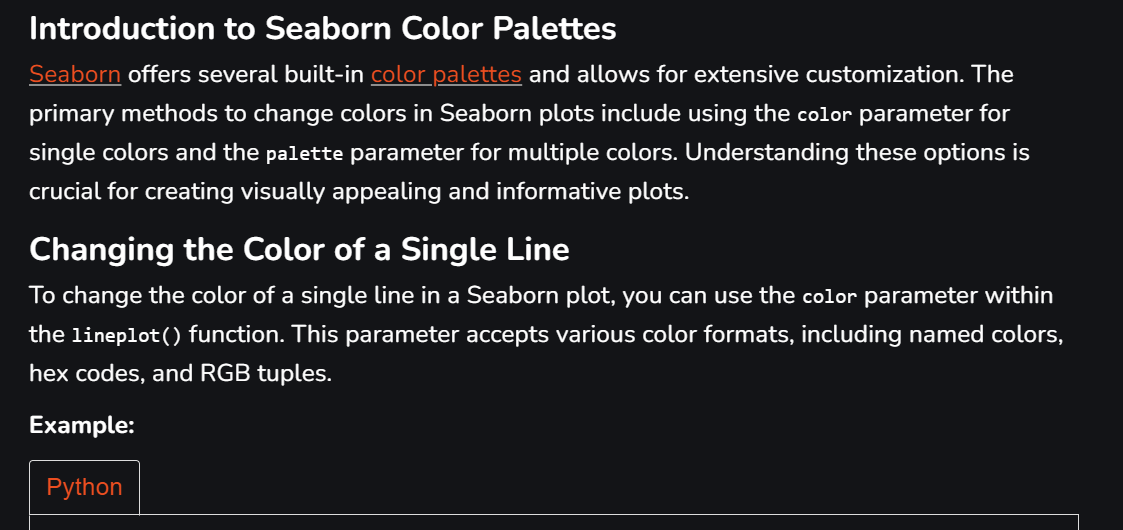 Introduction to Seaborn Color Palettes
Seaborn offers several built-in color palettes and allows for extensive customization. The
primary methods to change colors in Seaborn plots include using the color parameter for
single colors and the palette parameter for multiple colors. Understanding these options is
crucial for creating visually appealing and informative plots.
Changing the Color of a Single Line
To change the color of a single line in a Seaborn plot, you can use the color parameter within
the lineplot() function. This parameter accepts various color formats, including named colors,
hex codes, and RGB tuples.
Example:
Python